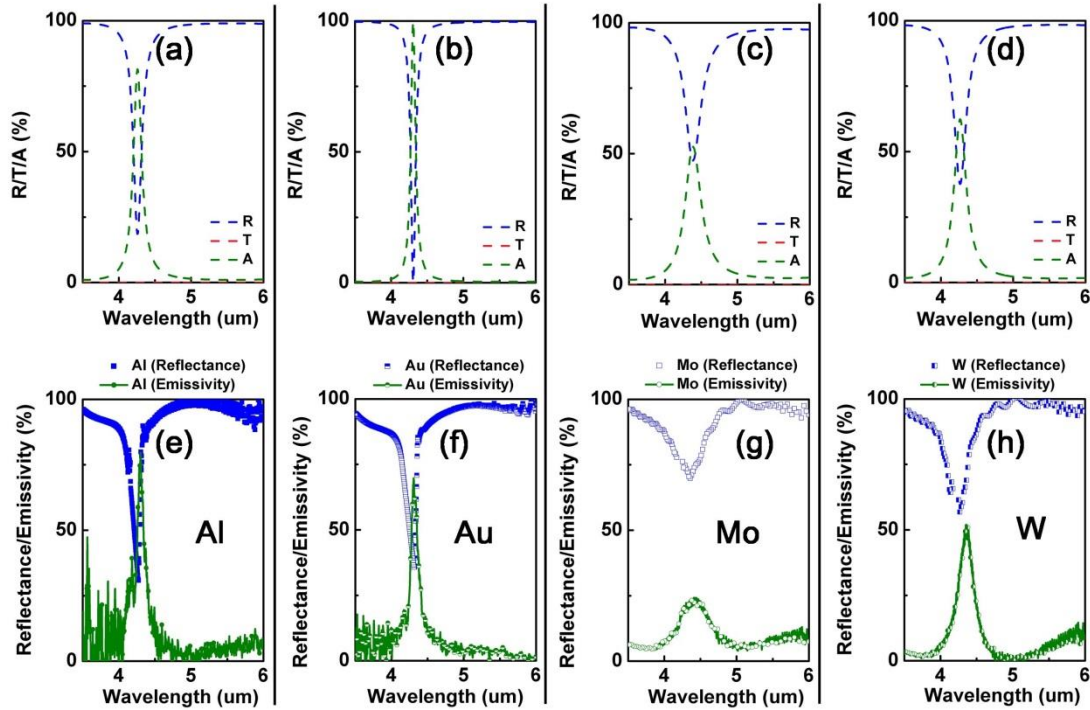 (a)
R/T/A (%)
100
50
0
R
T
A
4 5 6
Wavelength (um)
(b)
R/T/A (%)
100
50
0
R
T
A
4 5 6
Wavelength (um)
(c)
R/T/A (%)
100
50
0
R
T
A
4 5 6
Wavelength (um)
(d)
R/T/A (%)
100
50
0
R
T
A
4 5 6
Wavelength (um)
Al (Reflectance)
Al (Emissivity)
(e)
Reflectance/Emissivity (%)
100
50
0
Al
4 5 6
Wavelength (um)
Au (Reflectance)
Au (Emissivity)
(f)
Reflectance/Emissivity (%)
100
50
0
Au
4 5 6
Wavelength (um)
Mo (Reflectance)
Mo (Emissivity)
(g)
Reflectance/Emissivity (%)
100
50
0
Mo
4 5 6
Wavelength (um)
W (Reflectance)
W (Emissivity)
(h)
Reflectance/Emissivity (%)
100
50
0
W
4 5 6
Wavelength (um)